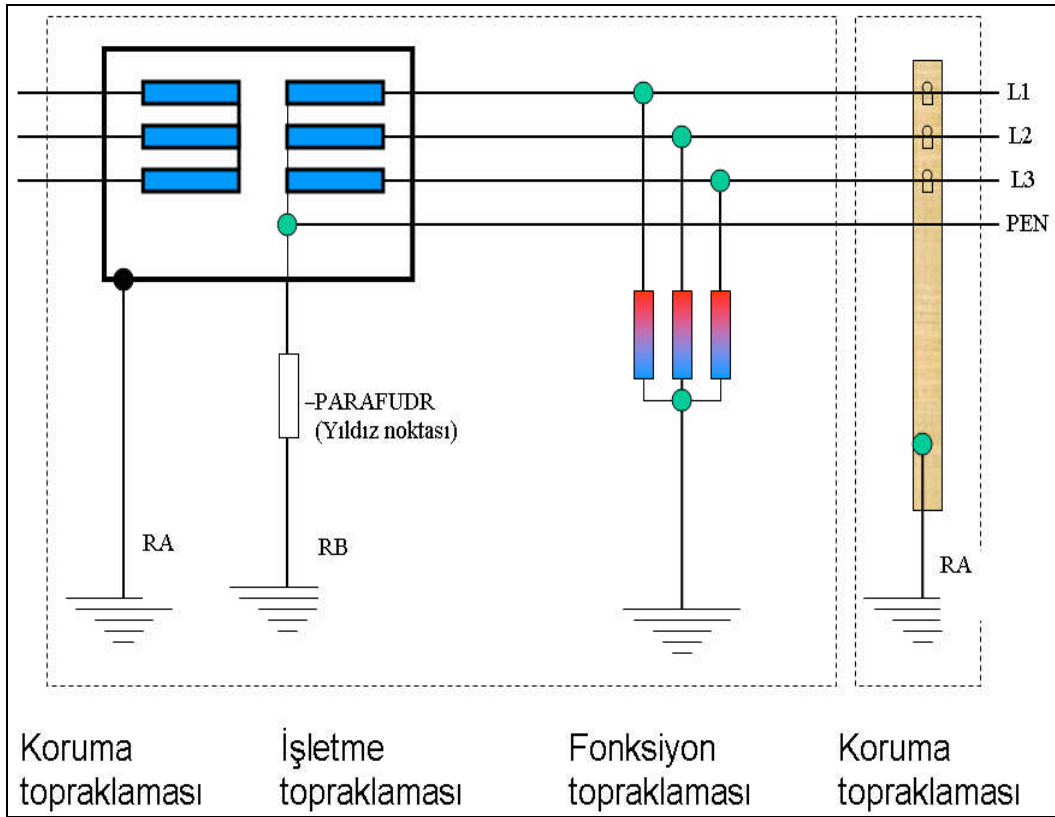 L1
L2
L3
PEN
–PARAFUDR
(Yıldız noktası)
RA
RB
RA
Koruma
topraklaması
İşletme
topraklaması
Fonksiyon
topraklaması
Koruma
topraklaması